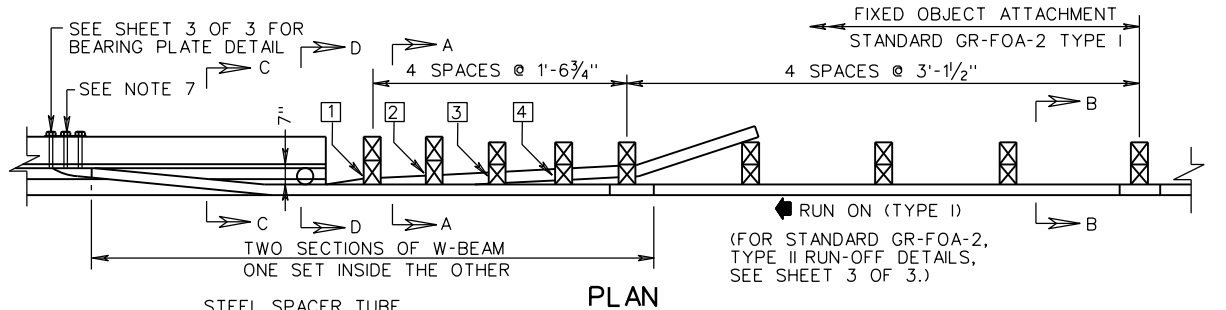 SEE SHEET 3 OF 3 FOR
BEARING PLATE DETAIL
D
A
C
SEE NOTE 7
FIXED OBJECT ATTACHMENT
STANDARD GR-FOA-2 TYPE I
4 SPACES @ 1'-6¾"
4 SPACES @ 3'-1½"
B
7"
1
2
3
4
C
D
A
B
RUN ON (TYPE I)
TWO SECTIONS OF W-BEAM
ONE SET INSIDE THE OTHER
(FOR STANDARD GR-FOA-2,
TYPE II RUN-OFF DETAILS,
SEE SHEET 3 OF 3.)
STEEL SPACER TUBE
PLAN